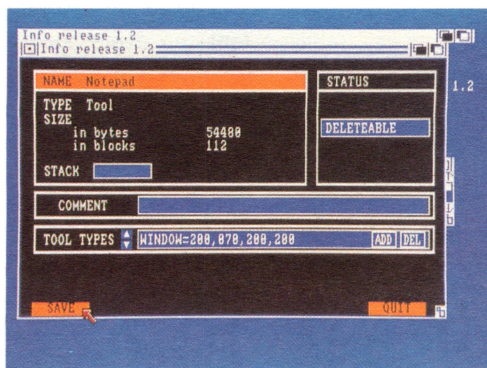 Info release 1.2
Info release 1.2
NAME Notepad
STATUS
1.2
TYPE Tool
SIZE
in bytes 54480
in blocks 112
DELETEABLE
STACK
COMMENT
TOOL TYPES WINDOW=200,070,200,200 ADD DEL
SAVE
QUIT